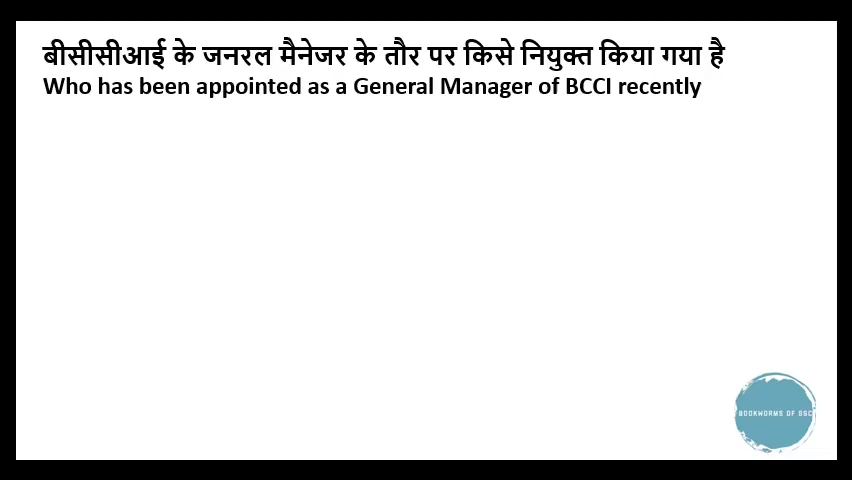 बीसीसीआई के जनरल मैनेजर के तौर पर किसे नियुक्त किया गया है
Who has been appointed as a General Manager of BCCI recently
BOOKWORMS OF SSC